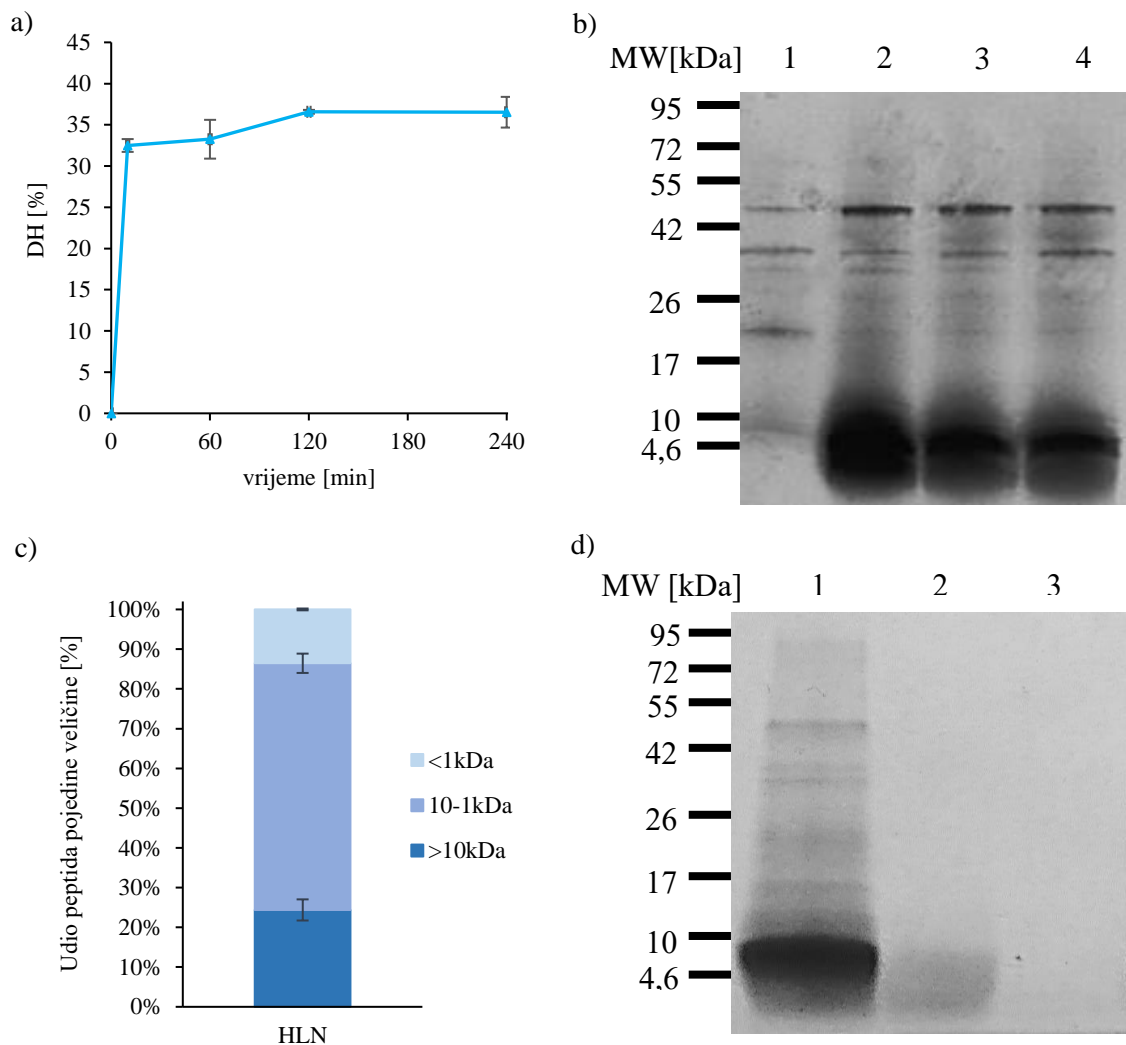 a)
45
40
35
30
25
20
15
10
5
0
DH [%]
0 60 120 180 240
vrijeme [min]
b)
MW[kDa] 1 2 3 4
95
72
55
42
26
17
10
4,6
c)
100%
90%
80%
70%
60%
50%
40%
30%
20%
10%
0%
Udio peptida pojedine veličine [%]
HLN
<1kDa
10-1kDa
>10kDa
d)
MW [kDa] 1 2 3
95
72
55
42
26
17
10
4,6